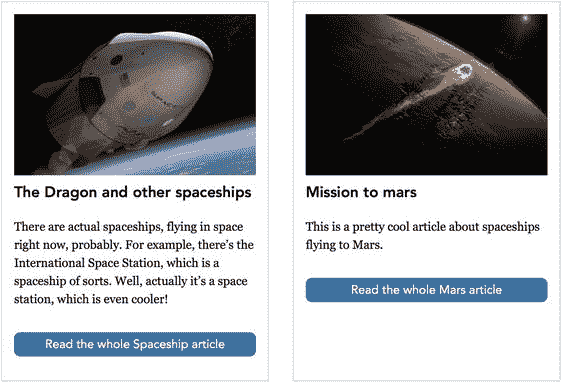 The Dragon and other spaceships
There are actual spaceships, flying in space
right now, probably. For example, there's the
International Space Station, which is a
spaceship of sorts. Well, actually it's a space
station, which is even cooler!
Read the whole Spaceship article
Mission to mars
This is a pretty cool article about spaceships
flying to Mars.
Read the whole Mars article